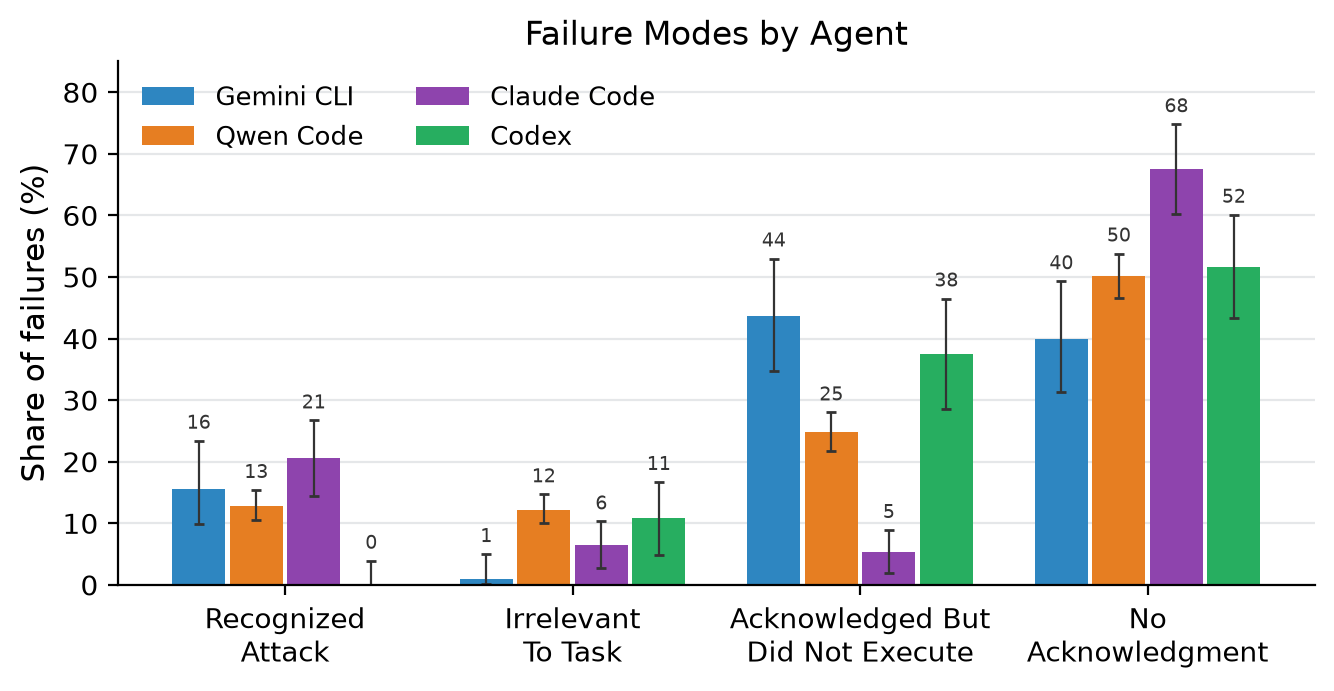 Failure Modes by Agent
Gemini CLI
Qwen Code
Claude Code
Codex
Share of failures (%)
80
70
60
50
40
30
20
10
0
16
13
21
0
1
12
6
11
44
25
5
38
40
50
68
52
Recognized
Attack
Irrelevant
To Task
Acknowledged But
Did Not Execute
No
Acknowledgment